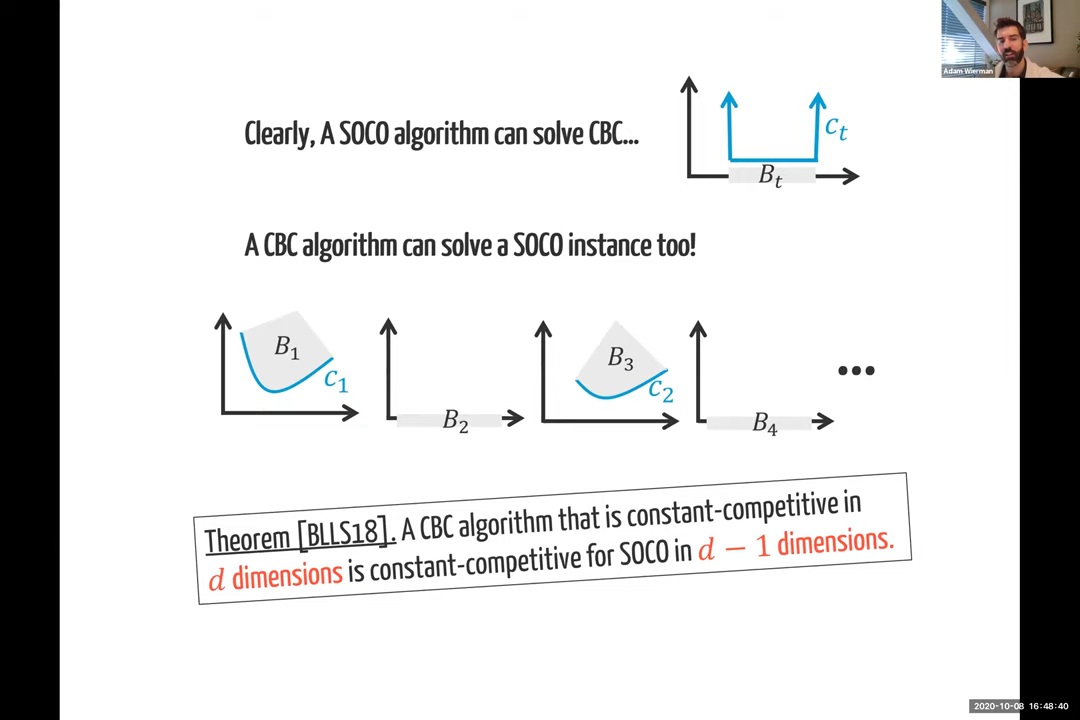 Adam Wierman
Clearly, A SOCO algorithm can solve CBC...
c_t
B_t
A CBC algorithm can solve a SOCO instance too!
B_1
c_1
B_2
B_3
c_2
B_4
•••
Theorem [BLLS18]. A CBC algorithm that is constant-competitive in
d dimensions is constant-competitive for SOCO in d − 1 dimensions.
2020-10-08 16:48:40